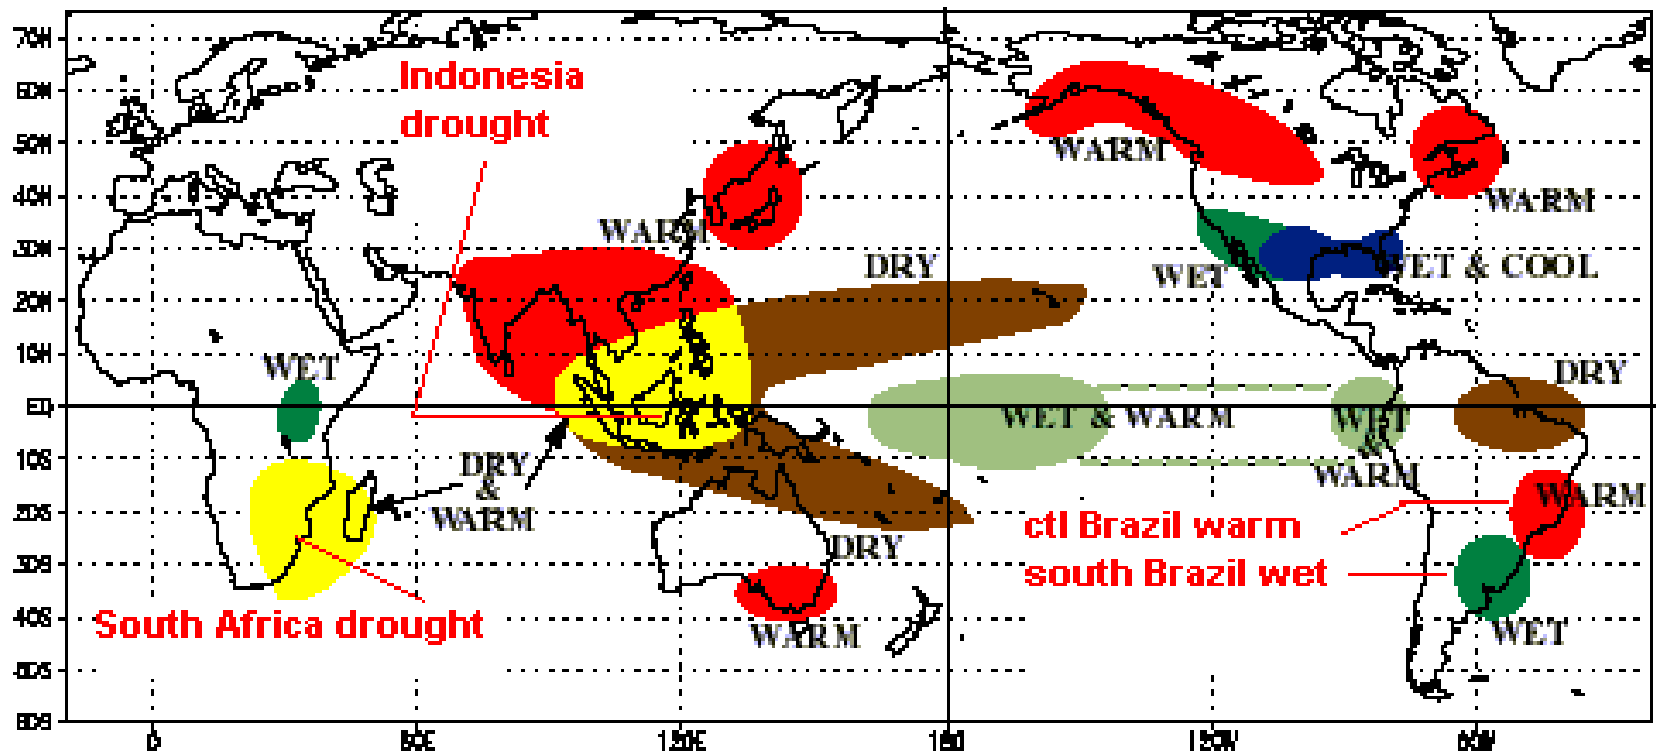 70N
60N
50N
40N
30N
20N
10N
EQ
10S
20S
30S
40S
50S
60S
0
60E
120E
180
120W
60W
Indonesia
drought
WARM
WARM
WARM
WARM
DRY
WET
WET & COOL
WET
DRY
WET & WARM
WET
&
WARM
DRY
&
WARM
WARM
DRY
ctl Brazil warm
south Brazil wet
South Africa drought
WARM
WET